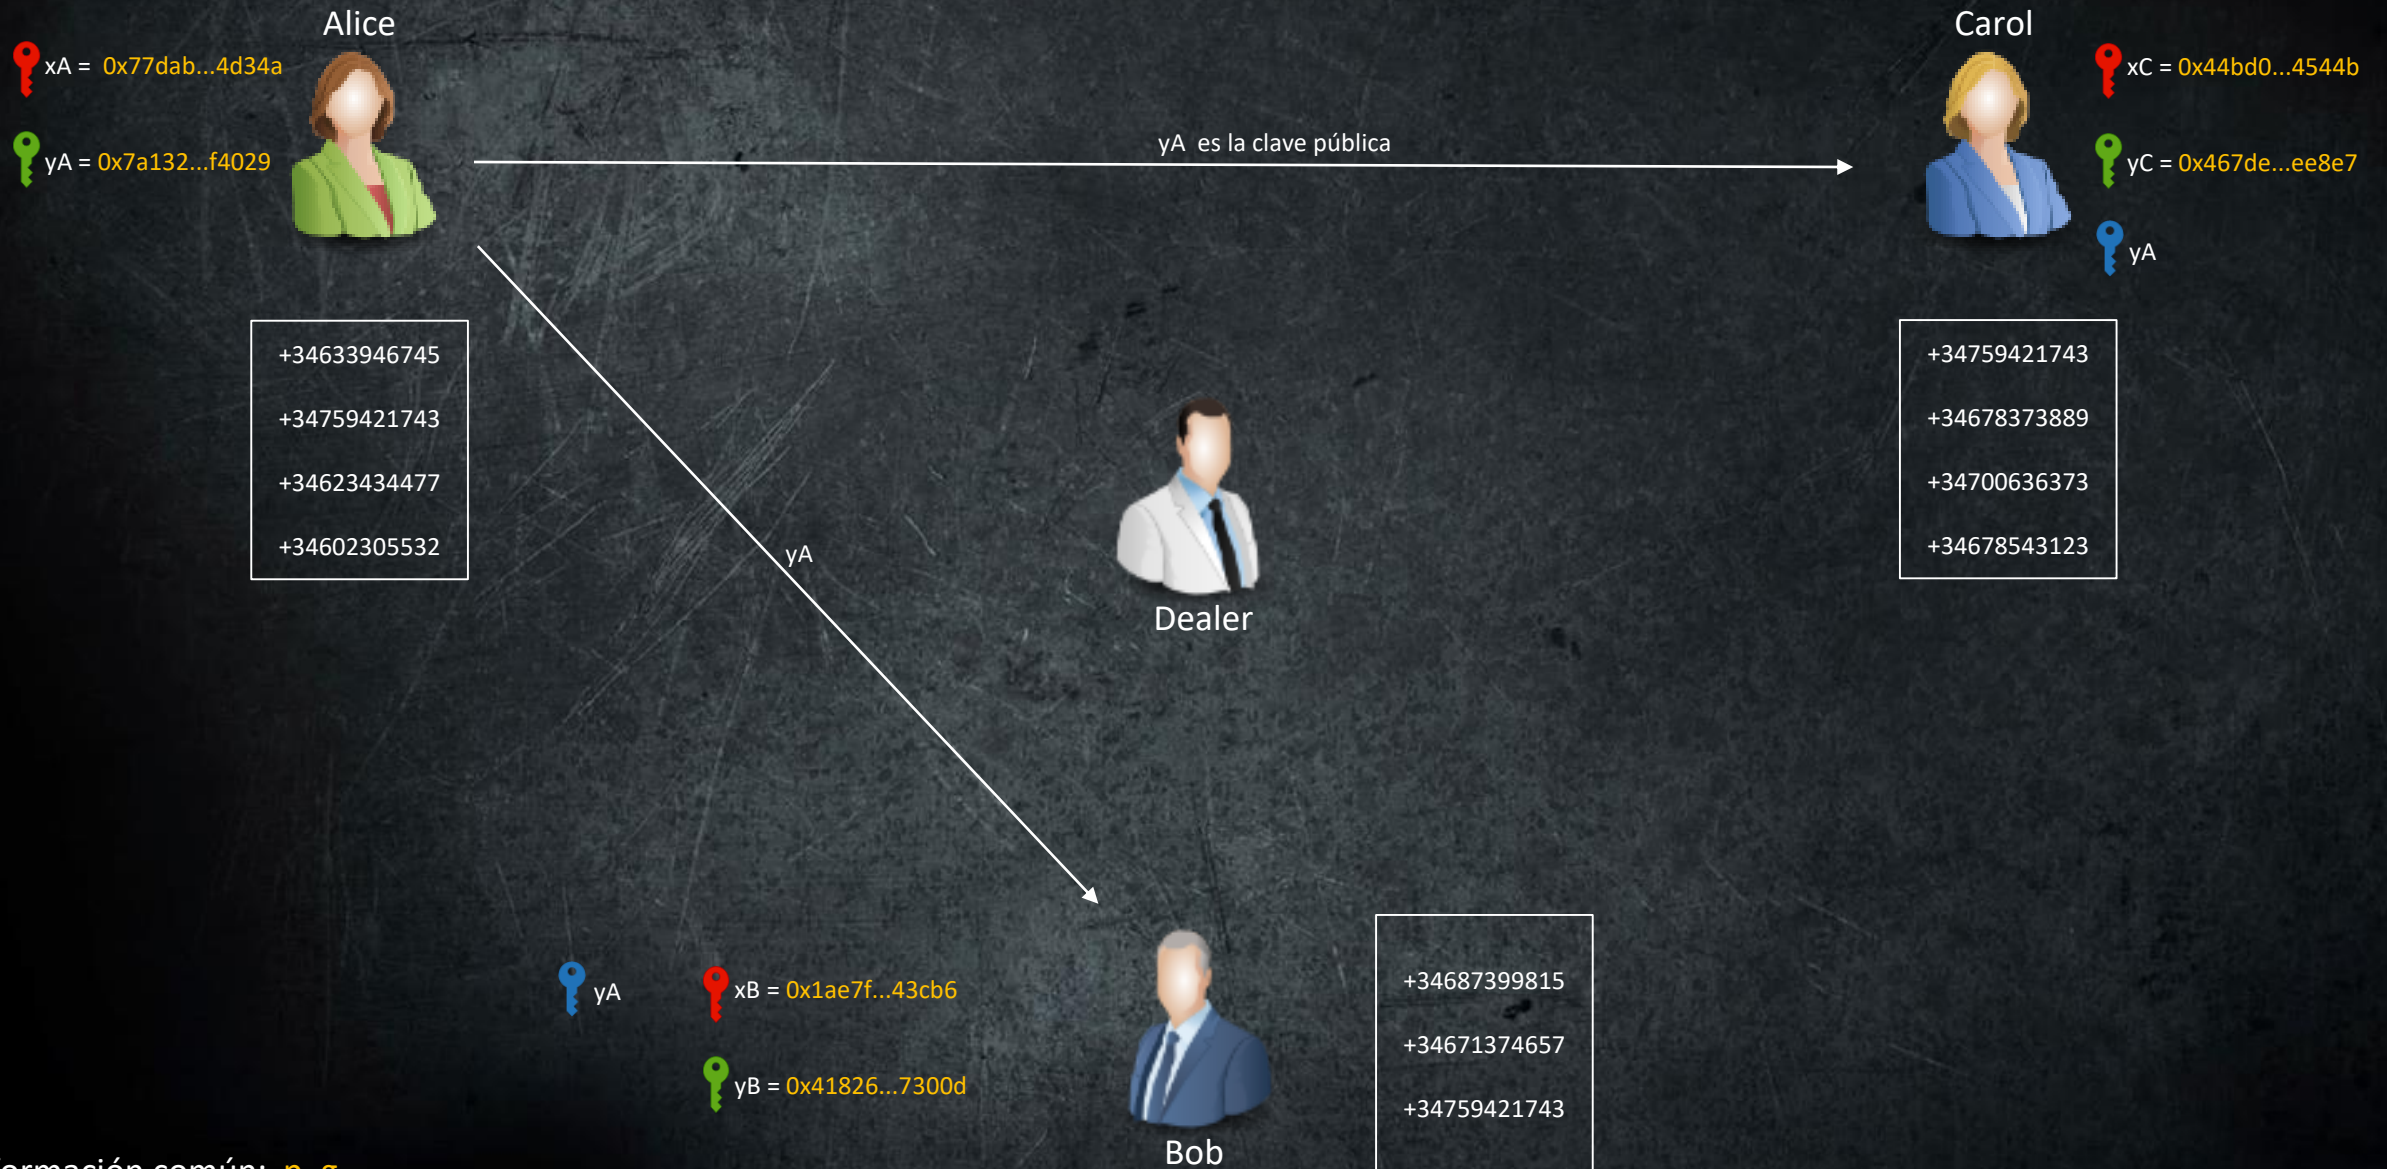 Alice
xA = 0x77dab...4d34a
yA = 0x7a132...f4029
+34633946745
+34759421743
+34623434477
+34602305532
yA es la clave pública
yA
Carol
xC = 0x44bd0...4544b
yC = 0x467de...ee8e7
yA
+34759421743
+34678373889
+34700636373
+34678543123
Dealer
yA
xB = 0x1ae7f...43cb6
yB = 0x41826...7300d
Bob
+34687399815
+34671374657
+34759421743
común: